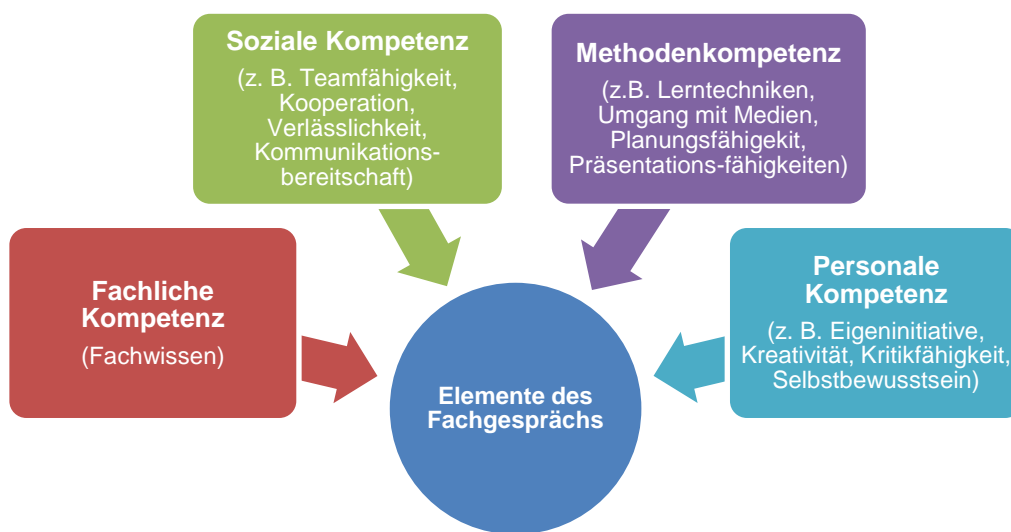 Soziale Kompetenz
(z. B. Teamfähigkeit,
Kooperation,
Verlässlichkeit,
Kommunikations-
bereitschaft)
Methodenkompetenz
(z.B. Lerntechniken,
Umgang mit Medien,
Planungsfähigekit,
Präsentations-fähigkeiten)
Fachliche
Kompetenz
(Fachwissen)
Personale
Kompetenz
(z. B. Eigeninitiative,
Kreativität, Kritikfähigkeit,
Selbstbewusstsein)
Elemente des
Fachgesprächs